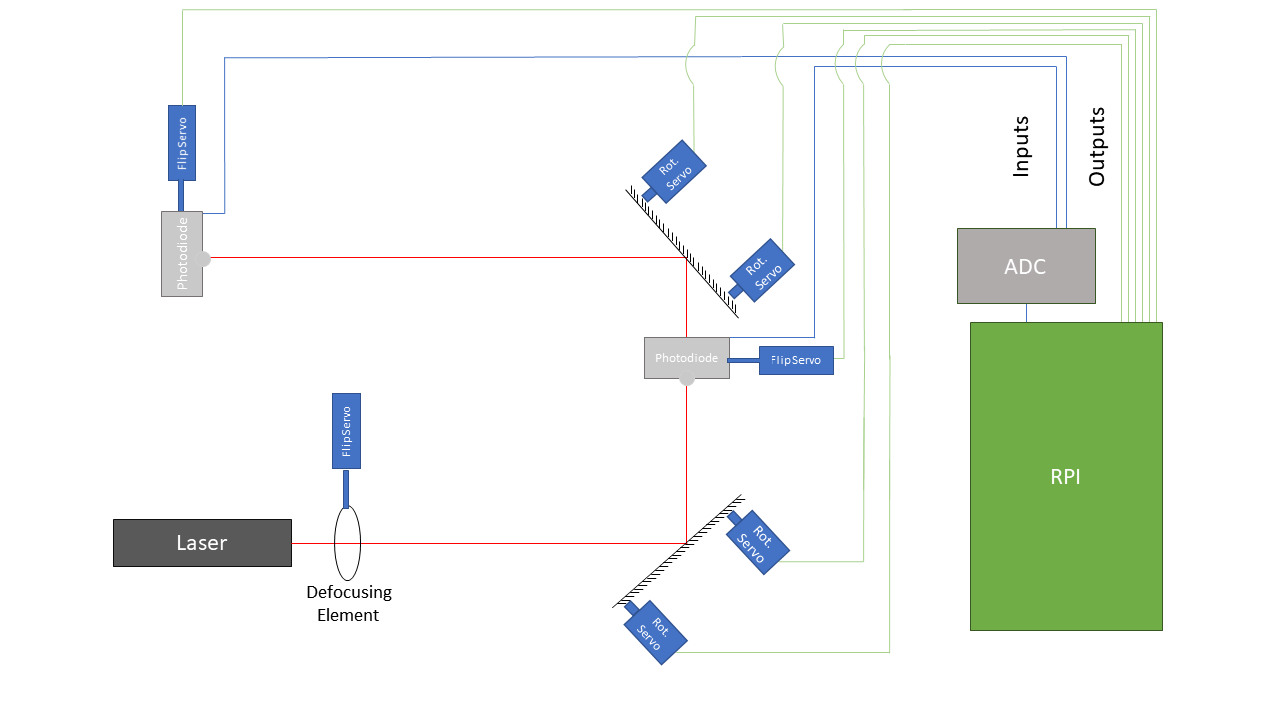 FlipServo
Photodiode
Rot.
Servo
Rot.
Servo
Inputs
Outputs
ADC
Photodiode
FlipServo
FlipServo
RPI
Laser
Defocusing
Element
Rot.
Servo
Rot.
Servo